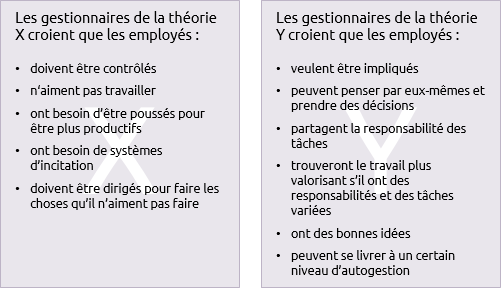 Les gestionnaires de la théorie
X croient que les employés :
• doivent être contrôlés
• n'aiment pas travailler
• ont besoin d'être poussés pour
être plus productifs
• ont besoin de systèmes
d'incitation
• doivent être dirigés pour faire les
choses qu'il n'aiment pas faire
X
Les gestionnaires de la théorie
Y croient que les employés :
• veulent être impliqués
• peuvent penser par eux-mêmes et
prendre des décisions
• partagent la responsabilité des
tâches
• trouveront le travail plus
valorisant s'il ont des
responsabilités et des tâches
variées
• ont des bonnes idées
• peuvent se livrer à un certain
niveau d'autogestion
Y